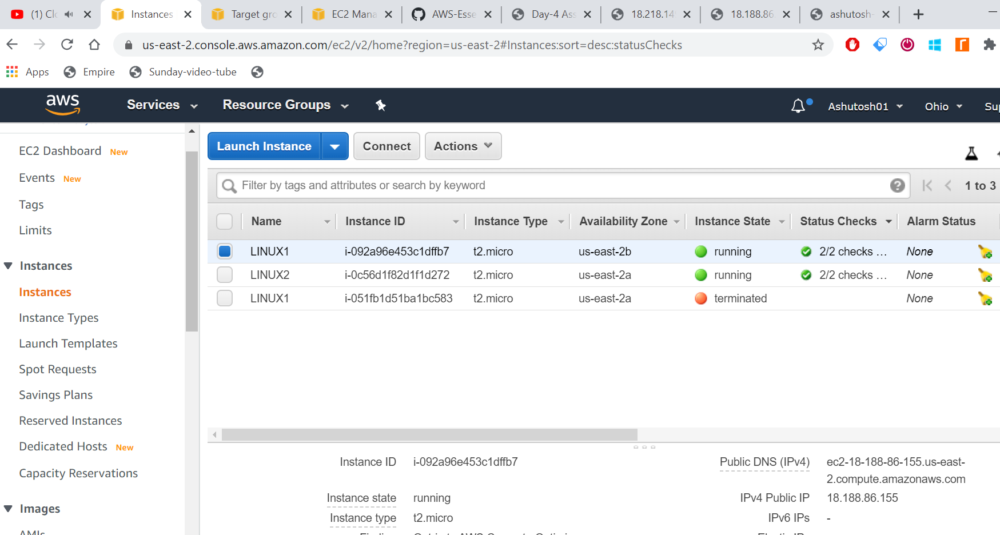 (1) Clo
Instances
Target gro
EC2 Mana
AWS-Esse
Day-4 Ass
18.218.14
18.188.86.
ashutosh-
us-east-2.console.aws.amazon.com/ec2/v2/home?region=us-east-2#Instances:sort=desc:statusChecks
Apps Empire Sunday-video-tube
aws Services Resource Groups Ashutosh01 Ohio Sup
EC2 Dashboard New
Events New
Tags
Limits
Instances
Instances
Instance Types
Launch Templates
Spot Requests
Savings Plans
Reserved Instances
Dedicated Hosts New
Capacity Reservations
Images
AMIs
Launch Instance Connect Actions
Filter by tags and attributes or search by keyword ? 1 to 3
Name Instance ID Instance Type Availability Zone Instance State Status Checks Alarm Status
LINUX1 i-092a96e453c1dffb7 t2.micro us-east-2b running 2/2 checks ... None
LINUX2 i-0c56d1f82d1f1d272 t2.micro us-east-2a running 2/2 checks ... None
LINUX1 i-051fb1d51ba1bc583 t2.micro us-east-2a terminated None
Instance ID i-092a96e453c1dffb7
Instance state running
Instance type t2.micro
Public DNS (IPv4) ec2-18-188-86-155.us-east-
2.compute.amazonaws.com
IPv4 Public IP 18.188.86.155
IPv6 IPs -